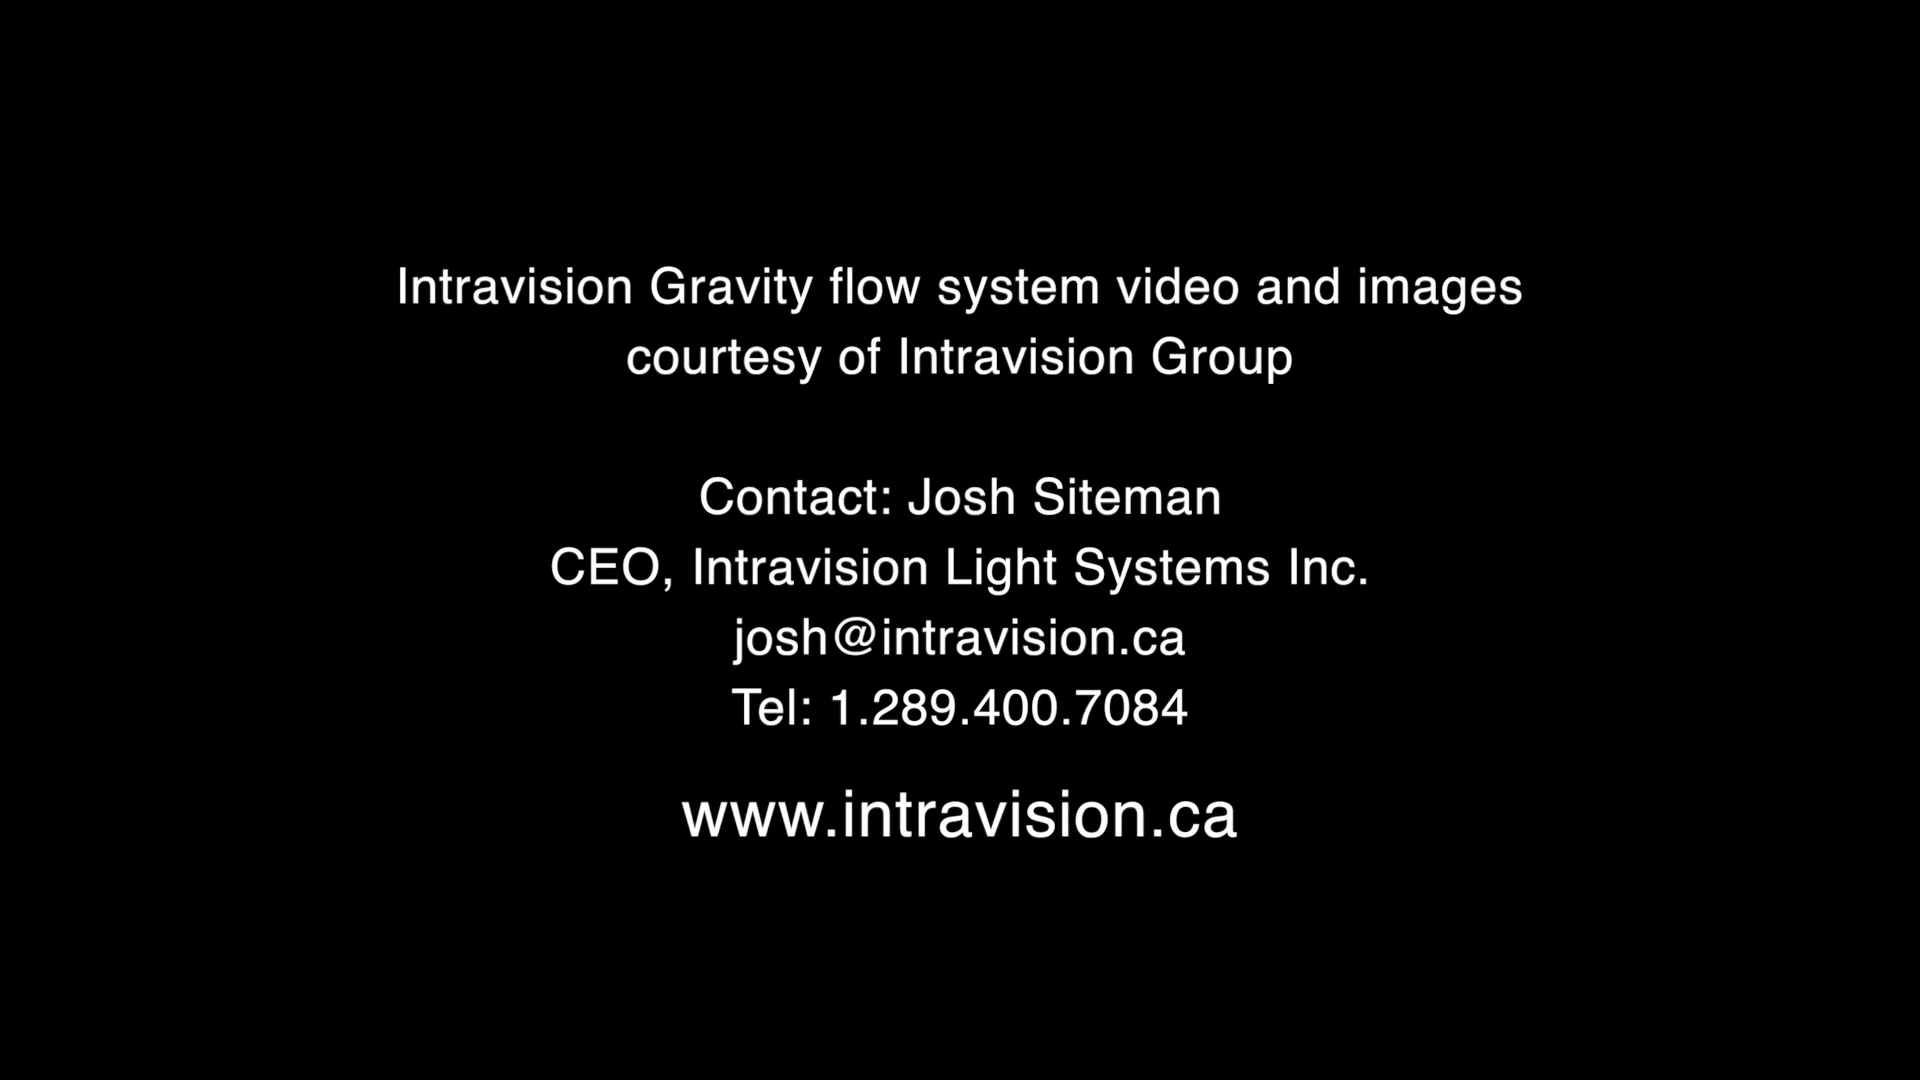 Intravision Gravity flow system video and images
courtesy of Intravision Group
Contact: Josh Siteman
CEO, Intravision Light Systems Inc.
josh@intravision.ca
Tel: 1.289.400.7084
www.intravision.ca